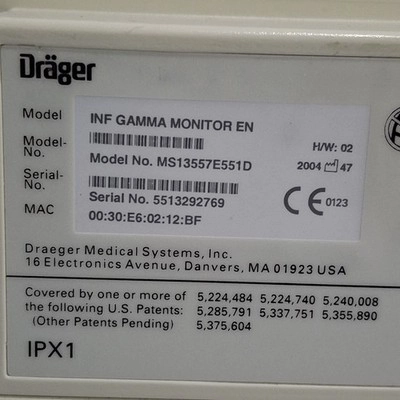 Dräger
Model INF GAMMA MONITOR EN
Model-No. Model No. MS13557E551D
H/W: 02
2004 47
Serial-No. Serial No. 5513292769
CE 0123
MAC 00:30:E6:02:12:BF
Draeger Medical Systems, Inc.
16 Electronics Avenue, Danvers, MA 01923 USA
Covered by one or more of 5,224,484 5,224,740 5,240,008
the following U.S. Patents: 5,285,791 5,337,751 5,355,890
(Other Patents Pending) 5,375,604
IPX1